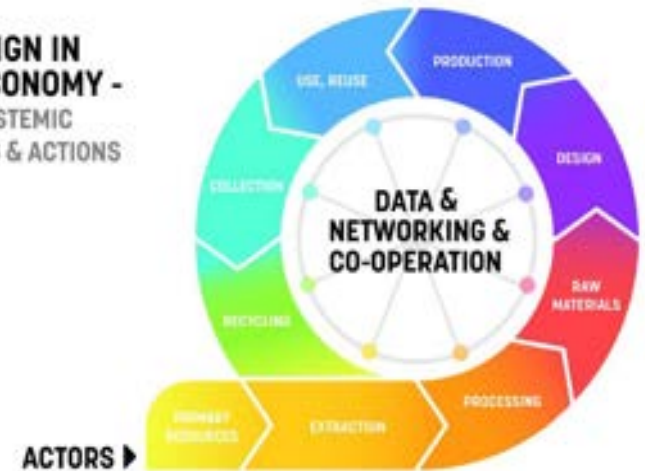 IGN IN
ONOMY -
STEMIC
& ACTIONS
USE, REUSE
PRODUCTION
COLLECTION
DESIGN
DATA &
NETWORKING &
CO-OPERATION
RAW
MATERIALS
RECYCLING
PRIMARY
RESOURCES
EXTRACTION
PROCESSING
ACTORS